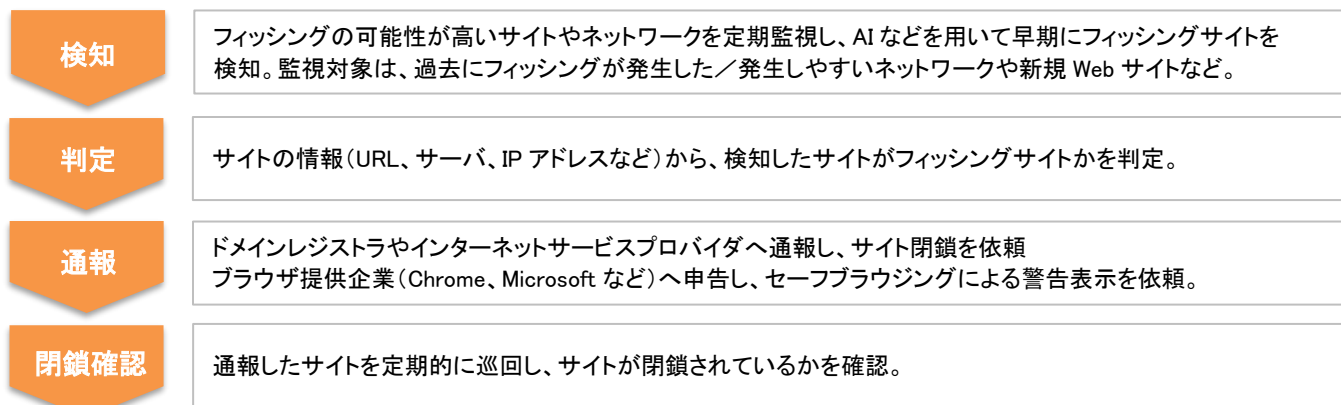 検知
フィッシングの可能性が高いサイトやネットワークを定期監視し、AI などを用いて早期にフィッシングサイトを
検知。監視対象は、過去にフィッシングが発生した／発生しやすいネットワークや新規 Web サイトなど。
判定
サイトの情報（URL、サーバ、IP アドレスなど）から、検知したサイトがフィッシングサイトかを判定。
通報
ドメインレジストラやインターネットサービスプロバイダへ通報し、サイト閉鎖を依頼
ブラウザ提供企業（Chrome、Microsoft など）へ申告し、セーフブラウジングによる警告表示を依頼。
閉鎖確認
通報したサイトを定期的に巡回し、サイトが閉鎖されているかを確認。